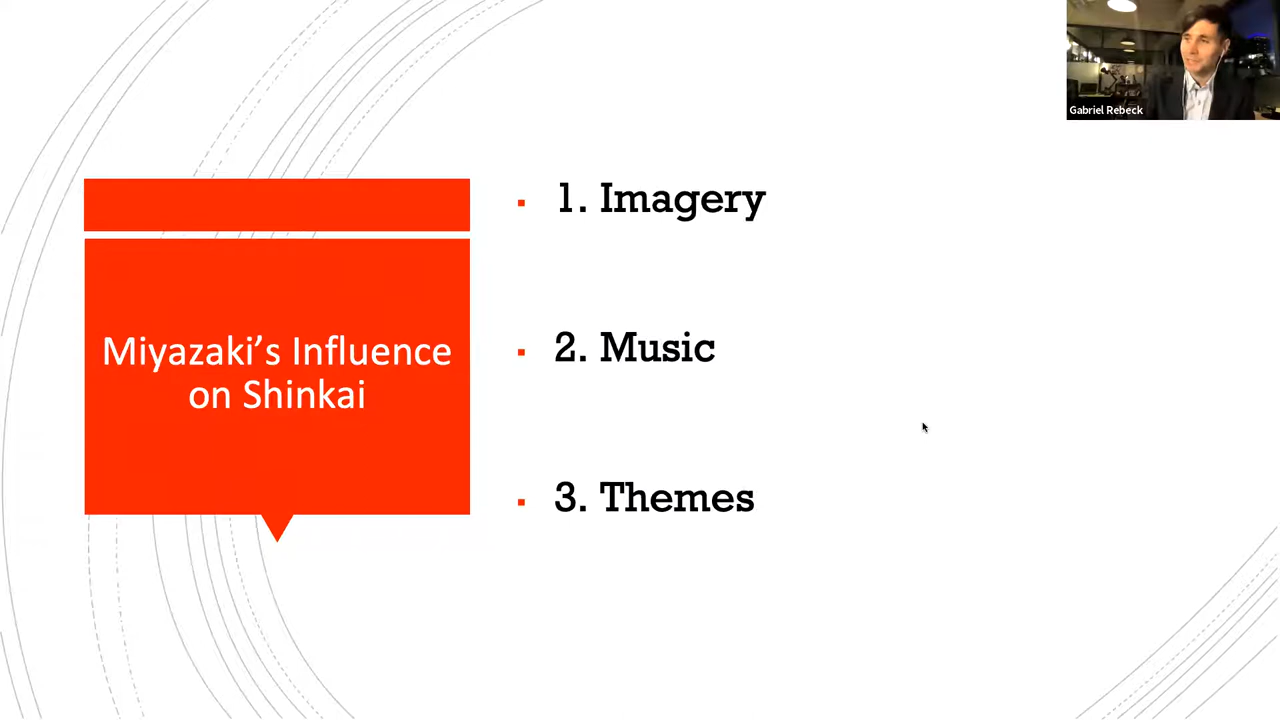 Gabriel Rebeck
Miyazaki’s Influence
on Shinkai
1. Imagery
2. Music
3. Themes